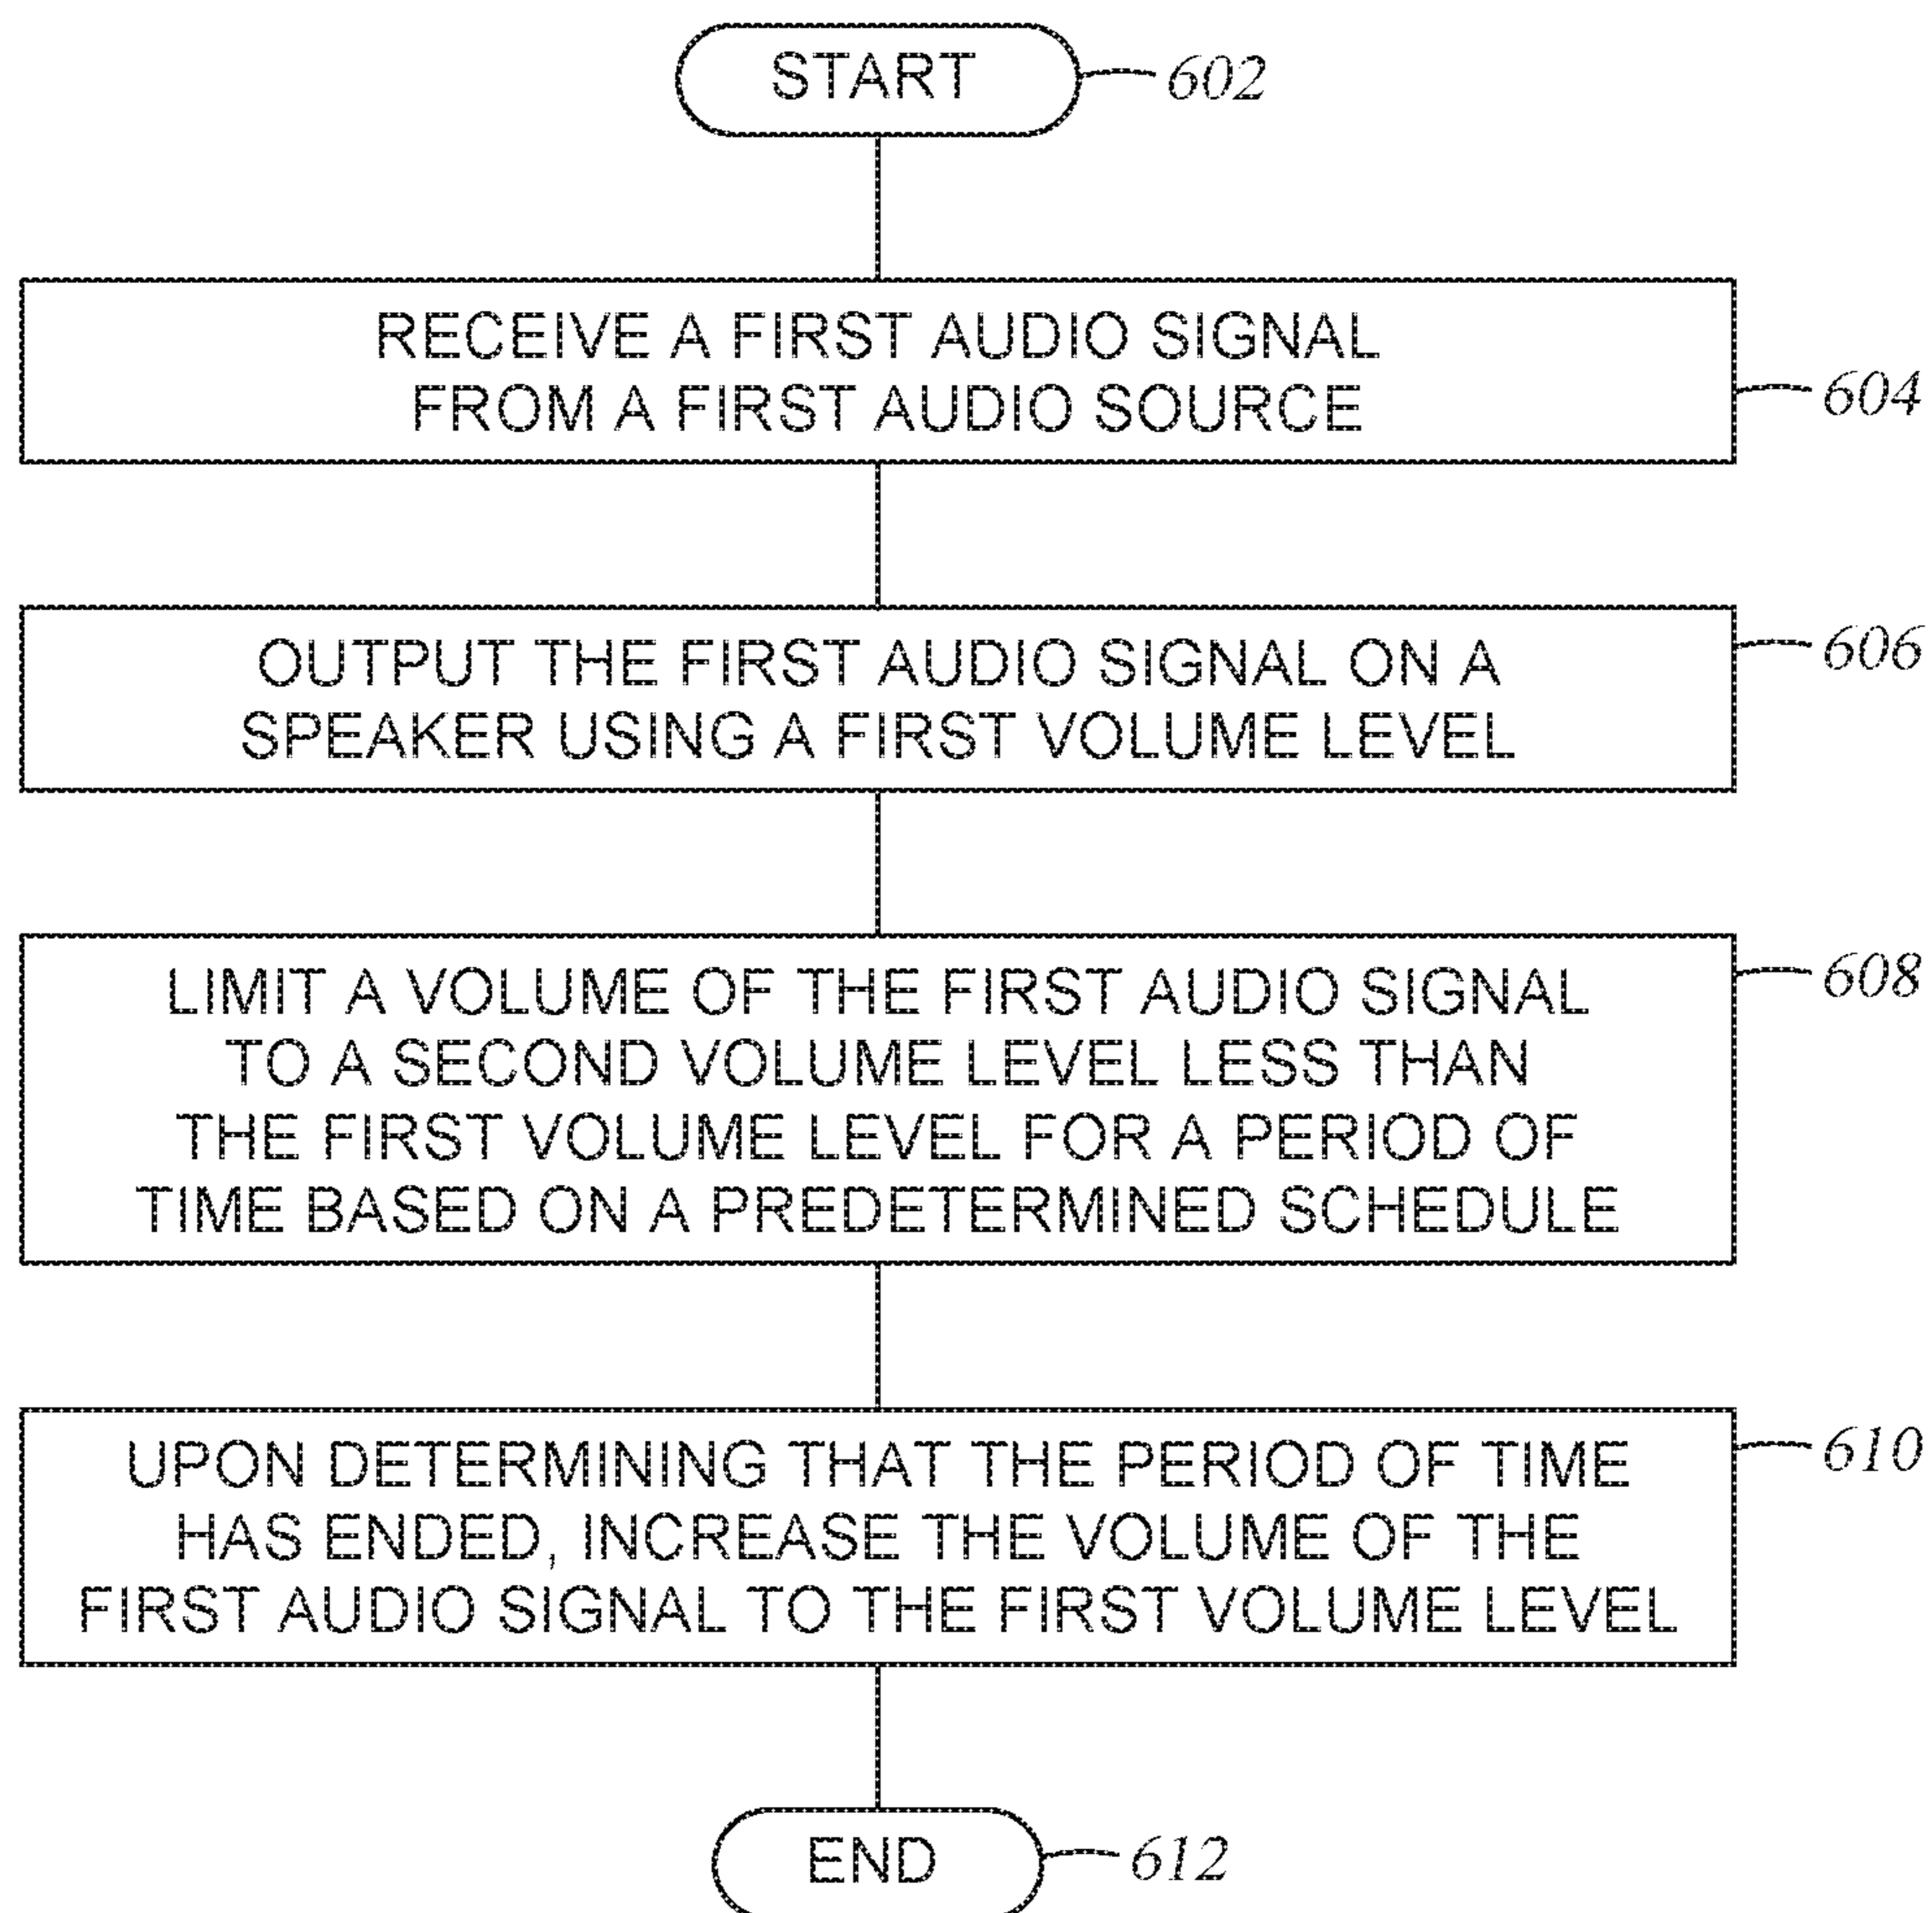 START
602
RECEIVE A FIRST AUDIO SIGNAL
FROM A FIRST AUDIO SOURCE
604
OUTPUT THE FIRST AUDIO SIGNAL ON A
SPEAKER USING A FIRST VOLUME LEVEL
606
LIMIT A VOLUME OF THE FIRST AUDIO SIGNAL
TO A SECOND VOLUME LEVEL LESS THAN
THE FIRST VOLUME LEVEL FOR A PERIOD OF
TIME BASED ON A PREDETERMINED SCHEDULE
608
UPON DETERMINING THAT THE PERIOD OF TIME
HAS ENDED, INCREASE THE VOLUME OF THE
FIRST AUDIO SIGNAL TO THE FIRST VOLUME LEVEL
610
END
612